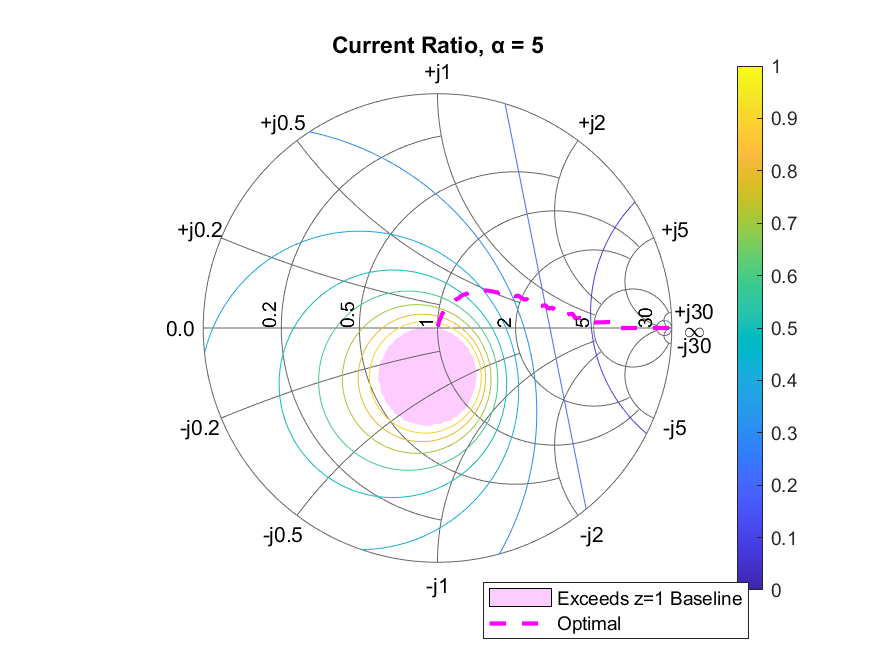 Current Ratio, α = 5
+j1
+j0.5
+j2
+j0.2
+j5
0.0
0.2
0.5
1
2
5
30
+j30
∞
-j30
-j0.2
-j5
-j0.5
-j2
-j1
1
0.9
0.8
0.7
0.6
0.5
0.4
0.3
0.2
0.1
0
Exceeds z=1 Baseline
Optimal